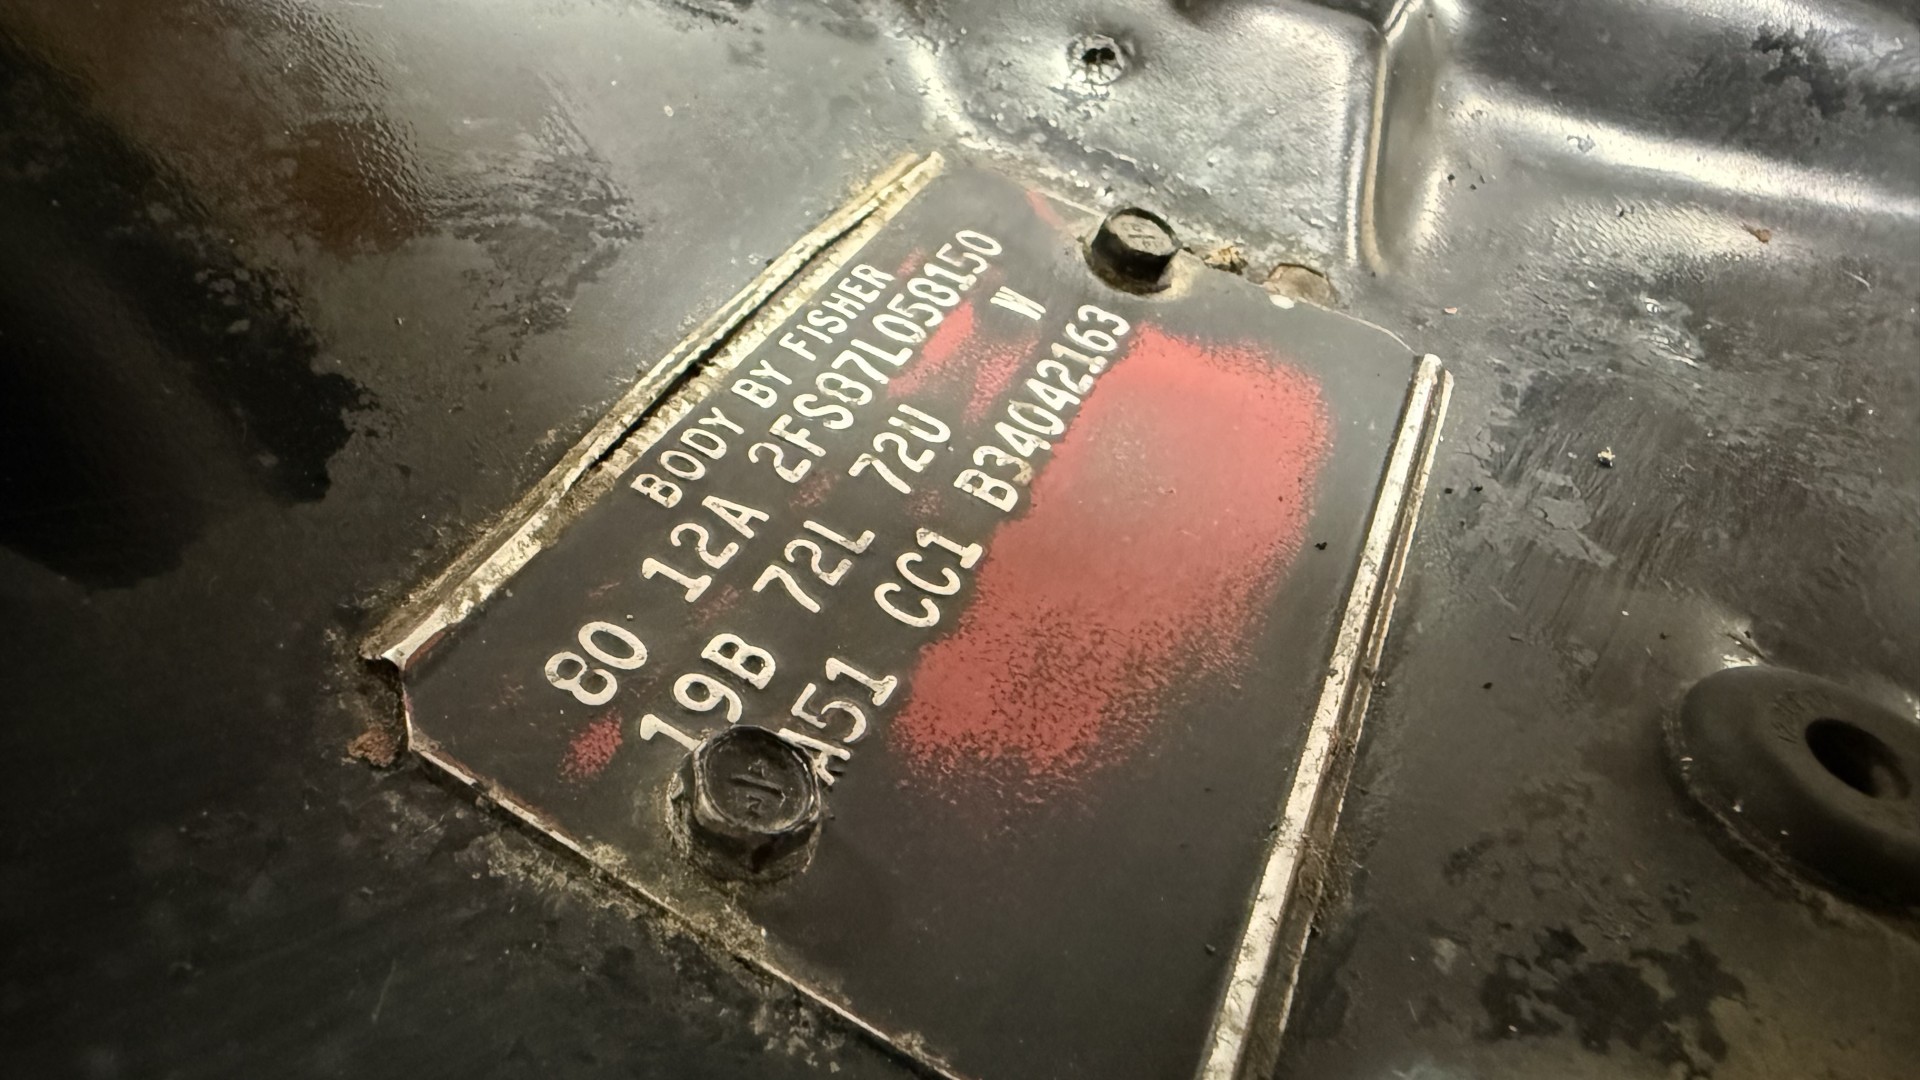 BODY BY FISHER
80 12A 2FS87L058150
19B 72L 72U W
A51 CC1 B34042163